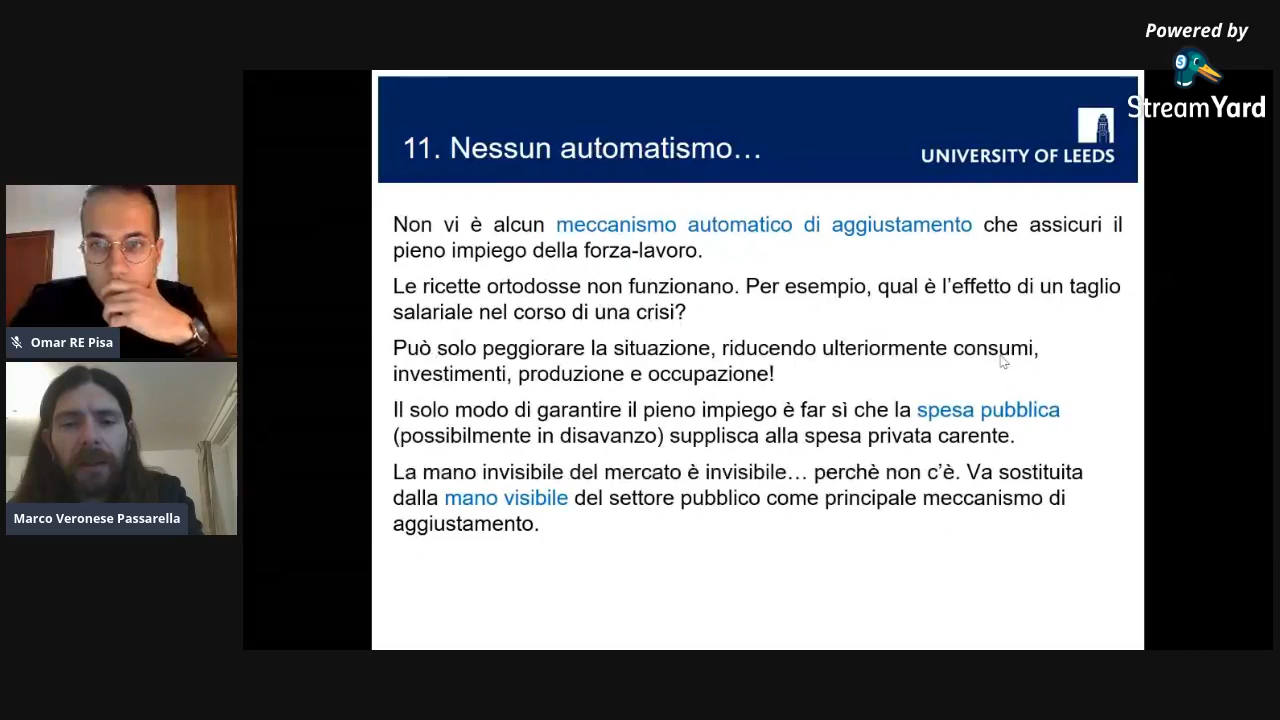 Powered by
StreamYard
11. Nessun automatismo…
UNIVERSITY OF LEEDS
Non vi è alcun meccanismo automatico di aggiustamento che assicuri il
pieno impiego della forza-lavoro.
Le ricette ortodosse non funzionano. Per esempio, qual è l’effetto di un taglio
salariale nel corso di una crisi?
Può solo peggiorare la situazione, riducendo ulteriormente consumi,
investimenti, produzione e occupazione!
Il solo modo di garantire il pieno impiego è far sì che la spesa pubblica
(possibilmente in disavanzo) supplisca alla spesa privata carente.
La mano invisibile del mercato è invisibile… perchè non c’è. Va sostituita
dalla mano visibile del settore pubblico come principale meccanismo di
aggiustamento.
Omar RE Pisa
Marco Veronese Passarella